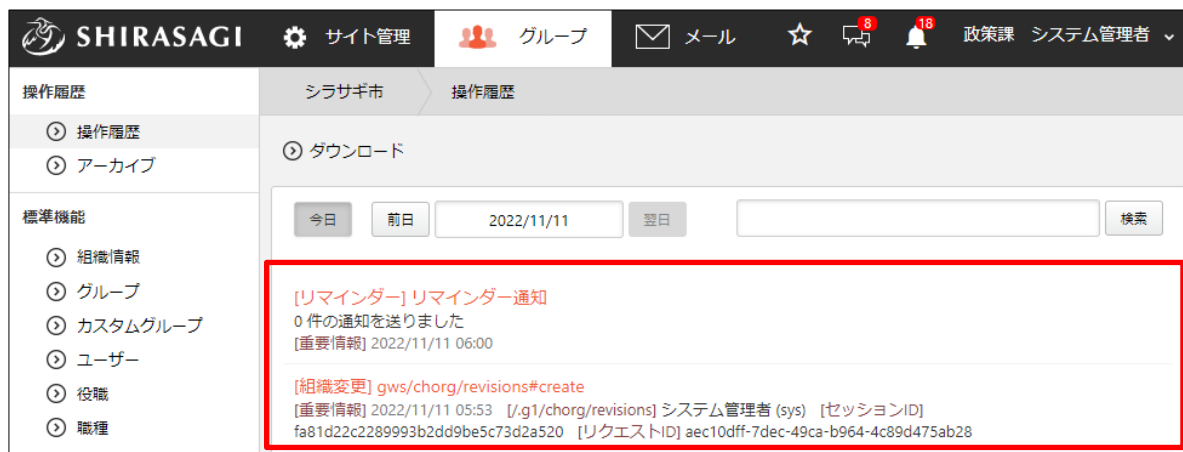 SHIRASAGI サイト管理 グループ メール 8 18 政策課 システム管理者
操作履歴
シラサギ市 操作履歴
操作履歴
アーカイブ
ダウンロード
標準機能
今日 前日 2022/11/11 翌日 検索
組織情報
グループ
カスタムグループ
ユーザー
役職
職種
[リマインダー] リマインダー通知
0 件の通知を送りました
[重要情報] 2022/11/11 06:00
[組織変更] gws/chorg/revisions#create
[重要情報] 2022/11/11 05:53 [/.g1/chorg/revisions] システム管理者 (sys) [セッションID]
fa81d22c2289993b2dd9be5c73d2a520 [リクエストID] aec10dff-7dec-49ca-b964-4c89d475ab28